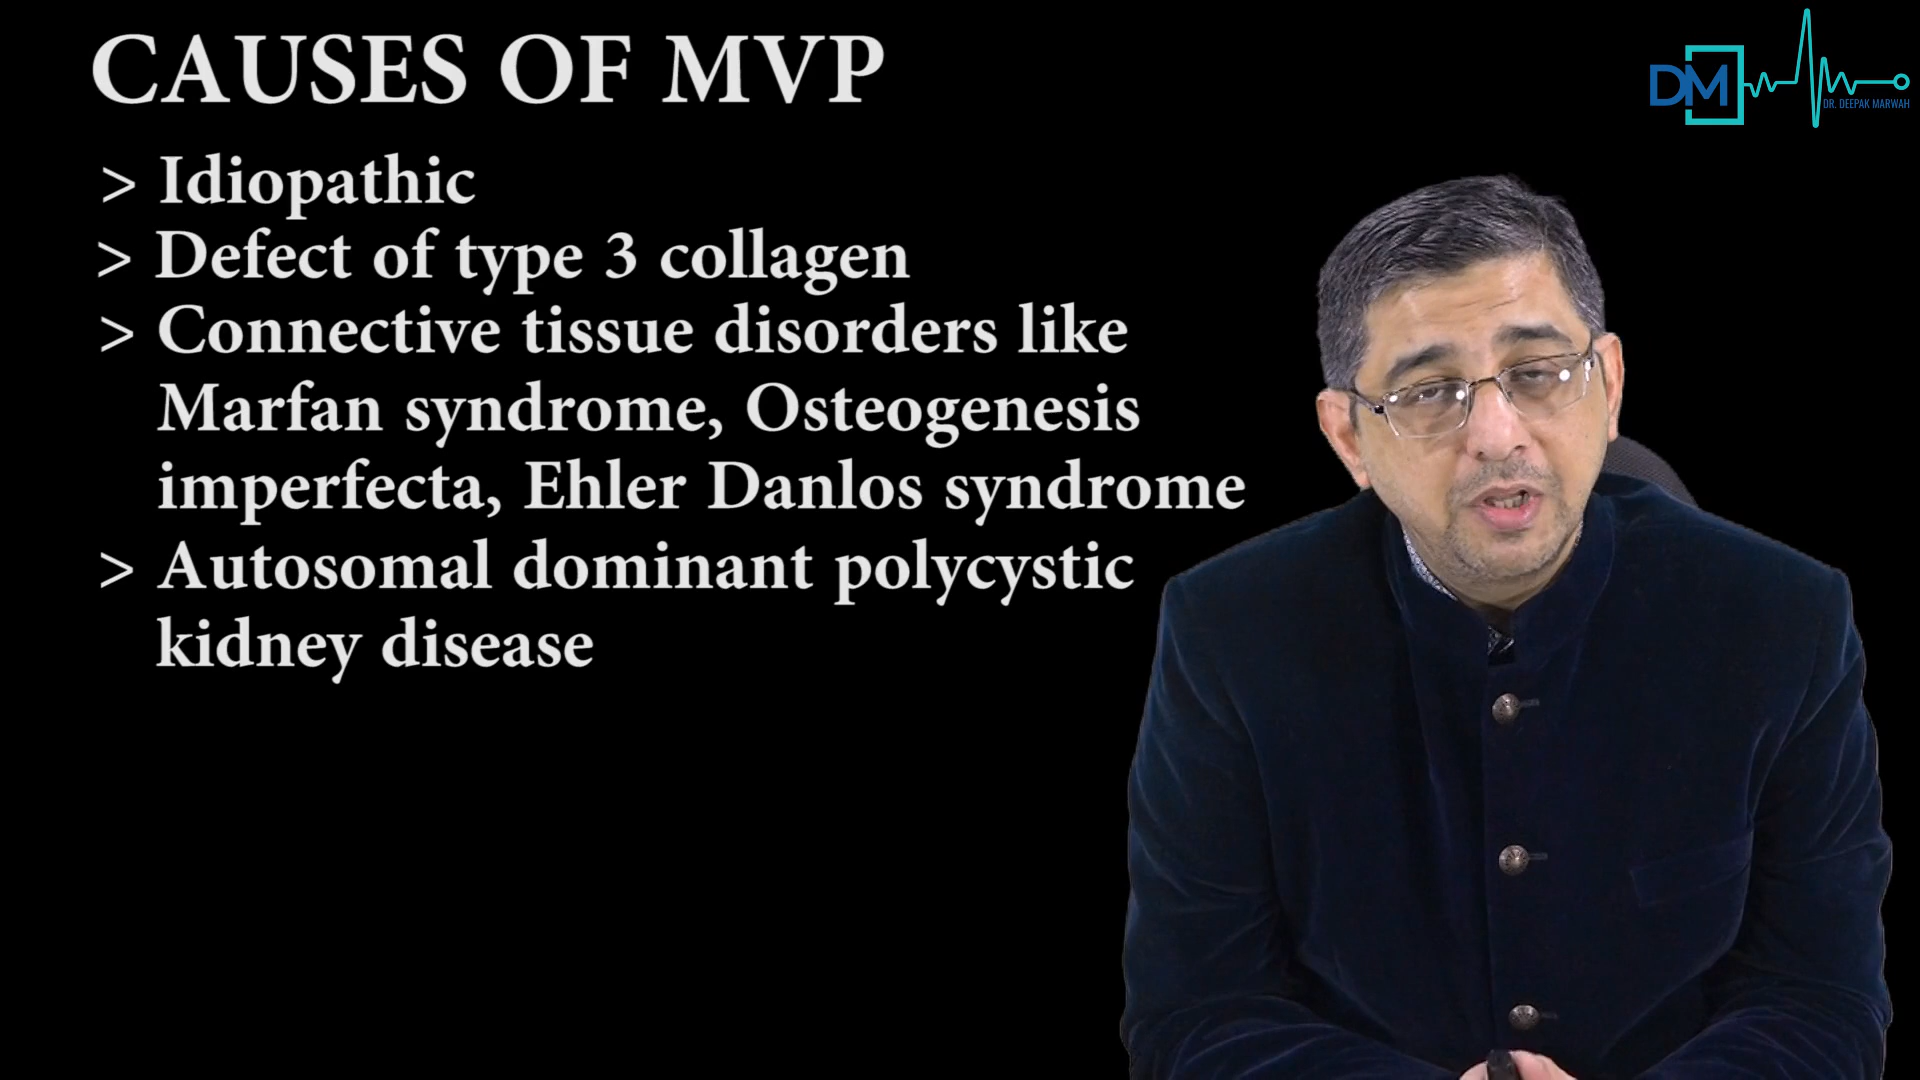 CAUSES OF MVP
DM
DR. DEEPAK MARWAH
> Idiopathic
> Defect of type 3 collagen
> Connective tissue disorders like
Marfan syndrome, Osteogenesis
imperfecta, Ehler Danlos syndrome
> Autosomal dominant polycystic
kidney disease